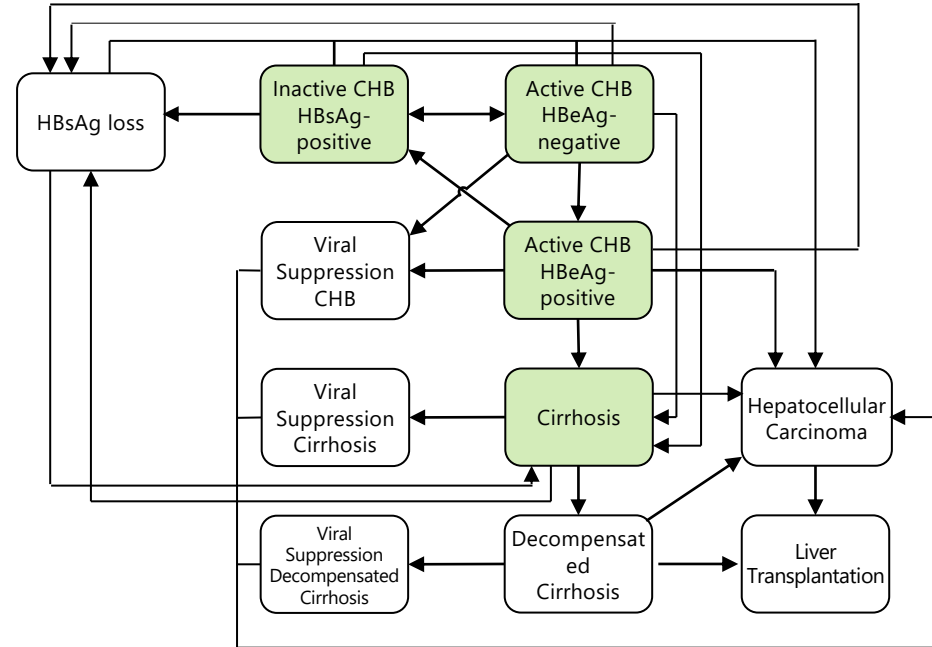 HBsAg loss
Inactive CHB
HBsAg-
positive
Active CHB
HBeAg-
negative
Viral
Suppression
CHB
Active CHB
HBeAg-
positive
Viral
Suppression
Cirrhosis
Cirrhosis
Hepatocellular
Carcinoma
Viral
Suppression
Decompensated
Cirrhosis
Decompensat
ed
Cirrhosis
Liver
Transplantation